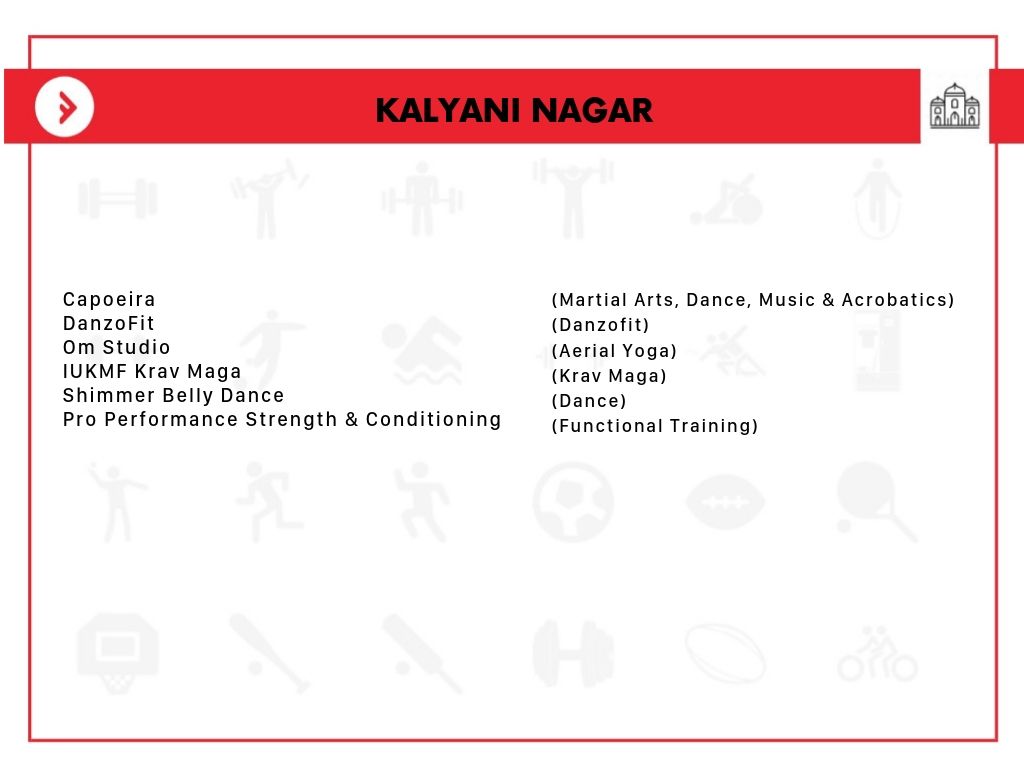 KALYANI NAGAR
Capoeira
DanzoFit
Om Studio
IUKMF Krav Maga
Shimmer Belly Dance
Pro Performance Strength & Conditioning
(Martial Arts, Dance, Music & Acrobatics)
(Danzofit)
(Aerial Yoga)
(Krav Maga)
(Dance)
(Functional Training)